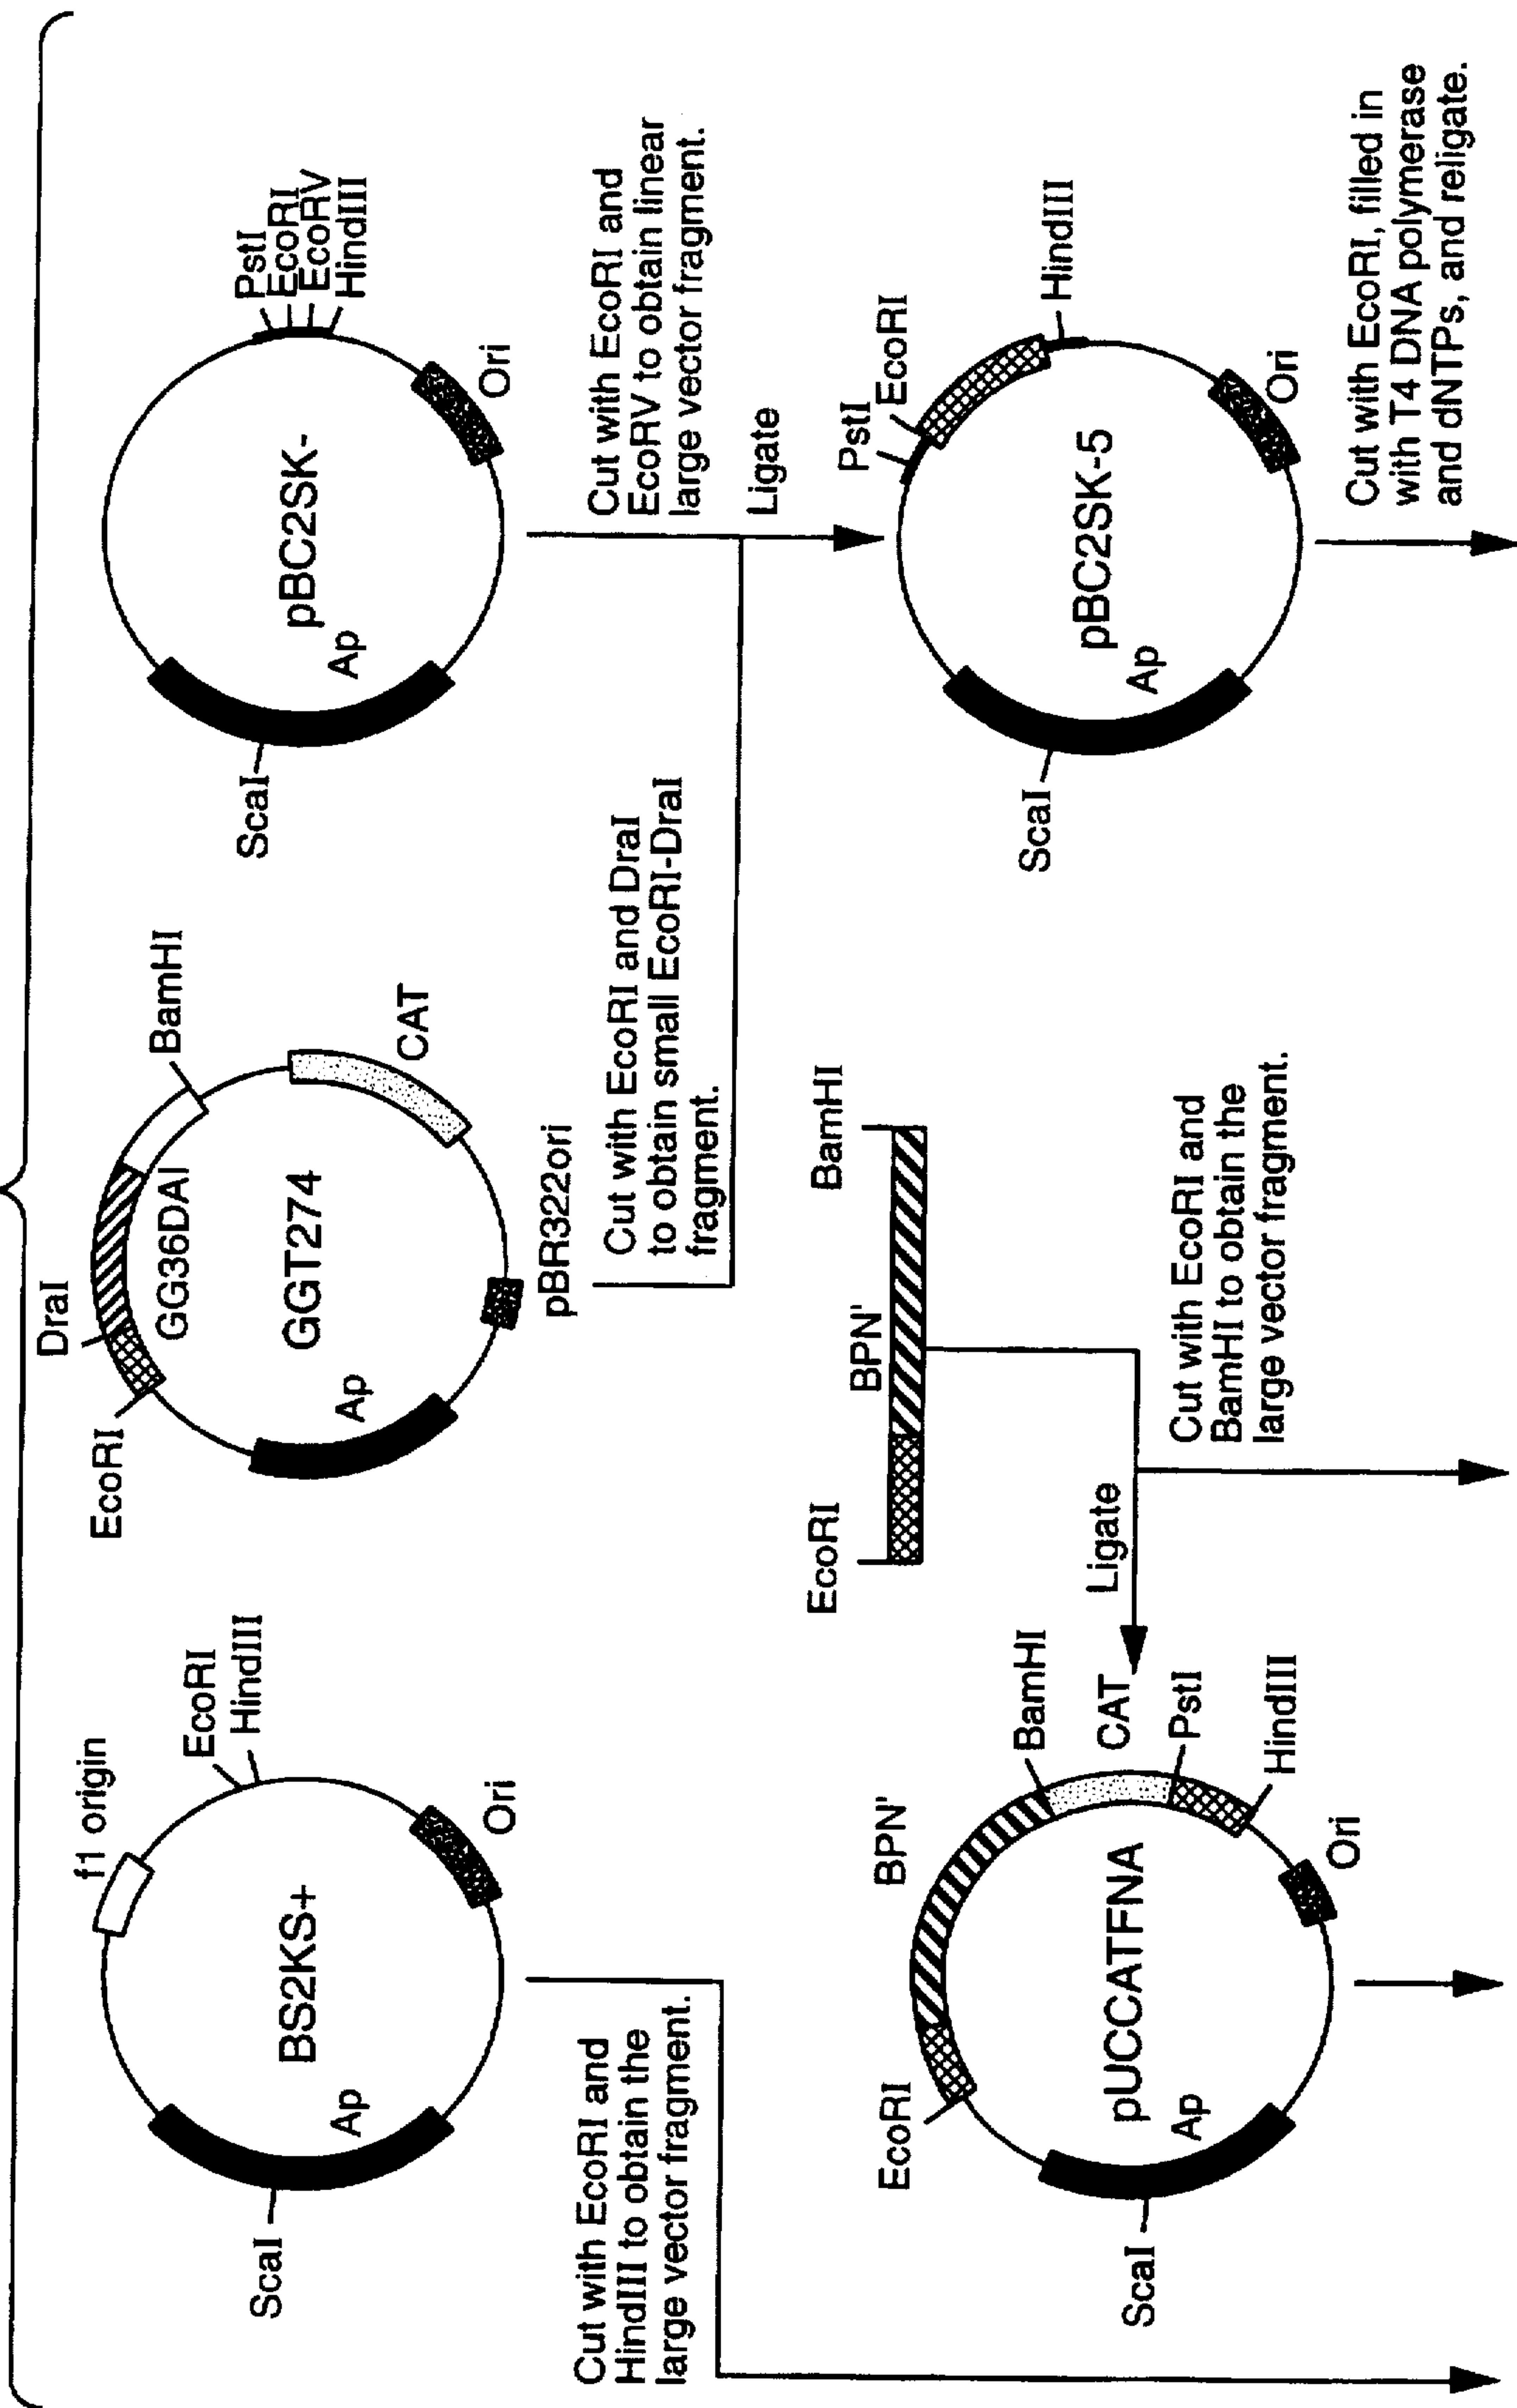 f1 origin
EcoRI
HindIII
BS2KS+
Ap
ScaI
Ori
Cut with EcoRI and
HindIII to obtain the
large vector fragment.
DraI
EcoRI
GG36DAI
BamHI
GGT274
Ap
CAT
pBR322ori
Cut with EcoRI and DraI
to obtain small EcoRI-DraI
fragment.
PstI
EcoRI
EcoRV
HindIII
pBC2SK-
Ap
ScaI
Ori
Cut with EcoRI and
EcoRV to obtain linear
large vector fragment.
Ligate
EcoRI
BPN'
BamHI
CAT
PstI
HindIII
pUCCATFNA
Ap
ScaI
Ori
EcoRI
BPN'
BamHI
Ligate
Cut with EcoRI and
BamHI to obtain the
large vector fragment.
PstI
EcoRI
HindIII
pBC2SK-5
Ap
ScaI
Ori
Cut with EcoRI, filled in
with T4 DNA polymerase
and dNTPs, and religate.